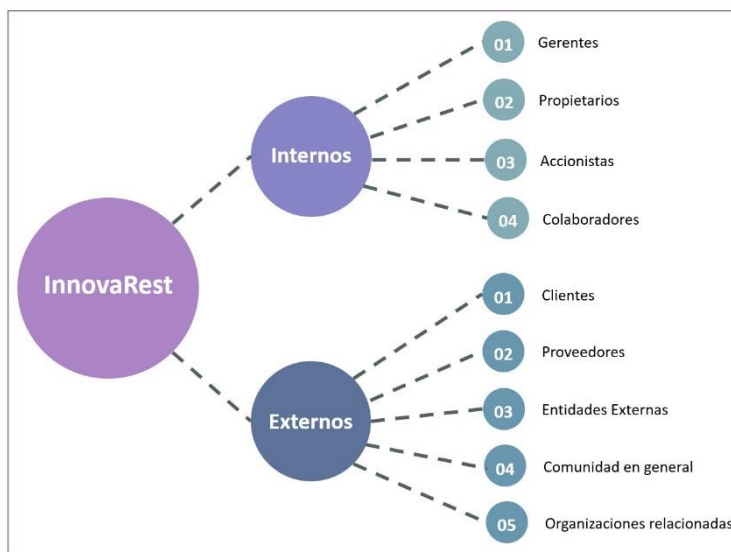 InnovaRest
Internos
01 Gerentes
02 Propietarios
03 Accionistas
04 Colaboradores
Externos
01 Clientes
02 Proveedores
03 Entidades Externas
04 Comunidad en general
05 Organizaciones relacionadas